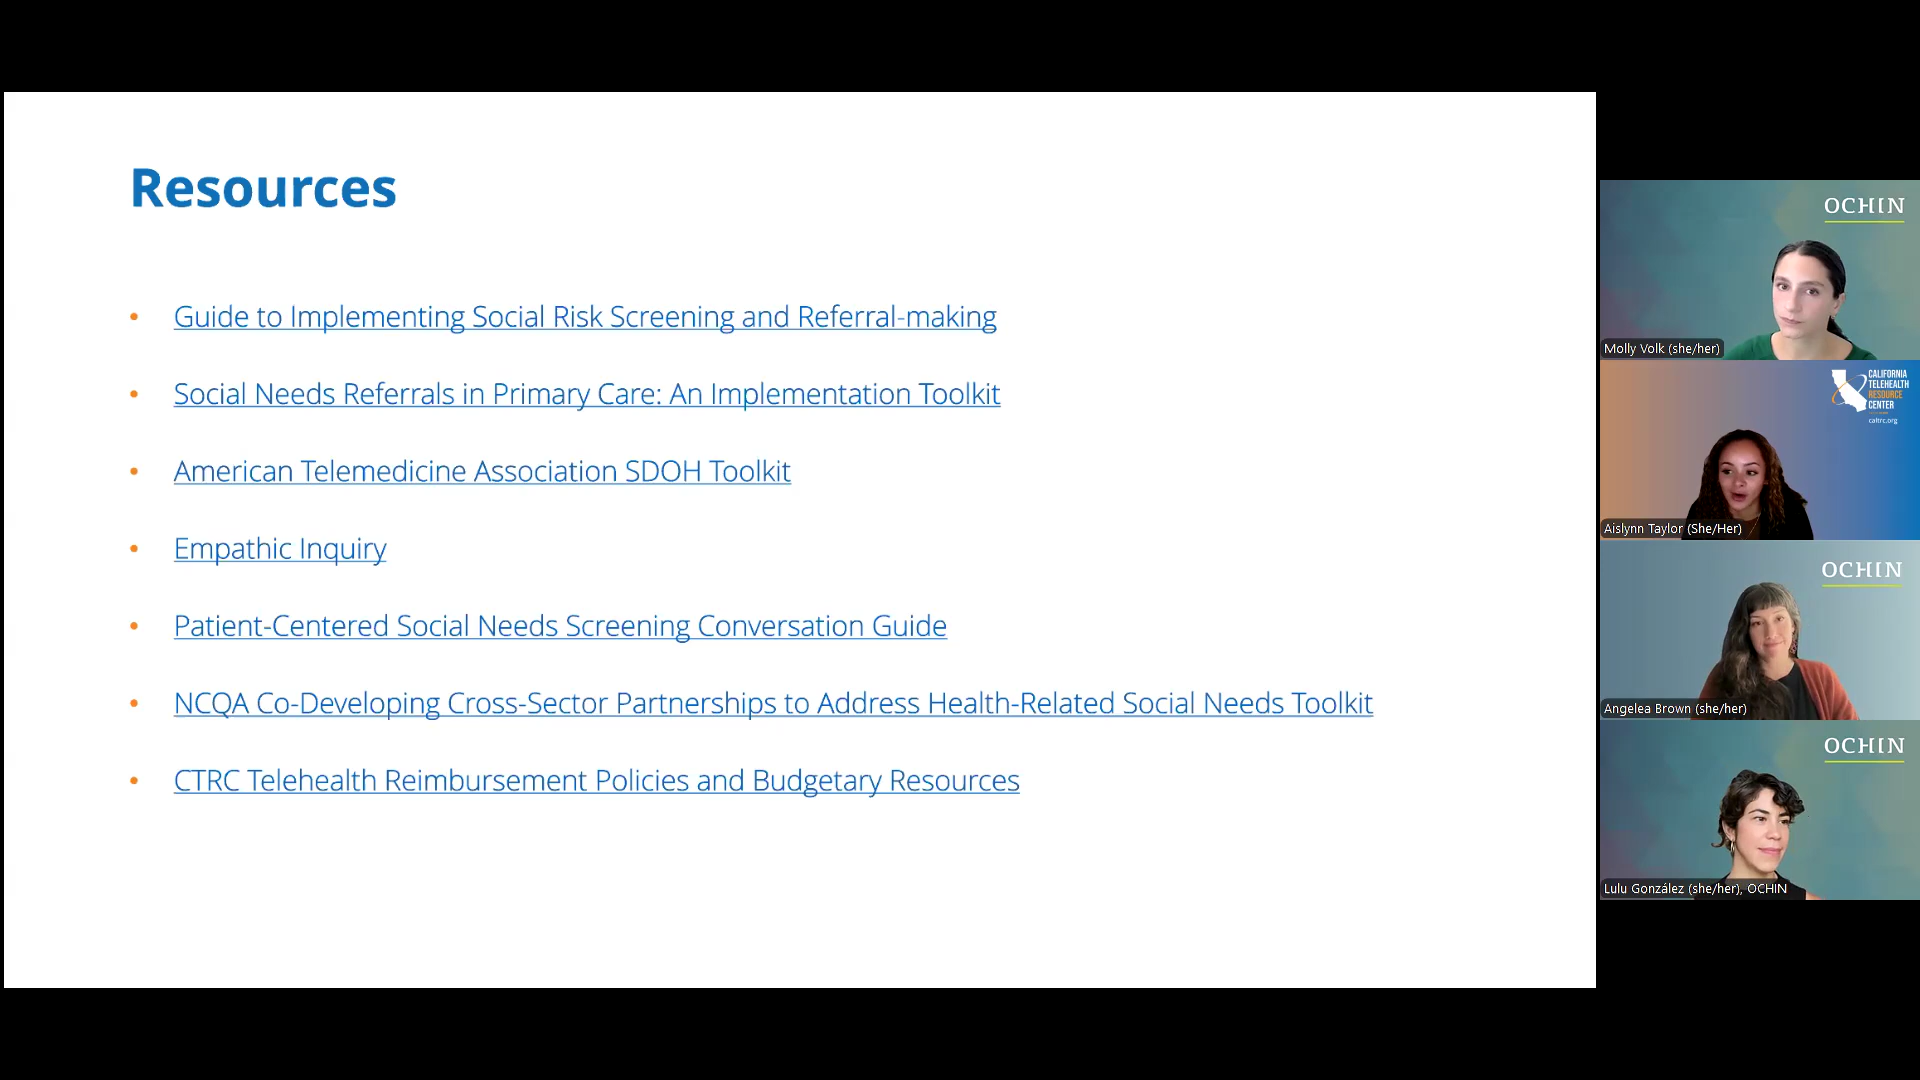 Resources
• Guide to Implementing Social Risk Screening and Referral-making
• Social Needs Referrals in Primary Care: An Implementation Toolkit
• American Telemedicine Association SDOH Toolkit
• Empathic Inquiry
• Patient-Centered Social Needs Screening Conversation Guide
• NCQA Co-Developing Cross-Sector Partnerships to Address Health-Related Social Needs Toolkit
• CTRC Telehealth Reimbursement Policies and Budgetary Resources
OCHIN
Molly Volk (she/her)
CALIFORNIA
TELEHEALTH
RESOURCE
CENTER
caltrc.org
Aislynn Taylor (She/Her)
OCHIN
Angelea Brown (she/her)
OCHIN
Lulu González (she/her), OCHIN